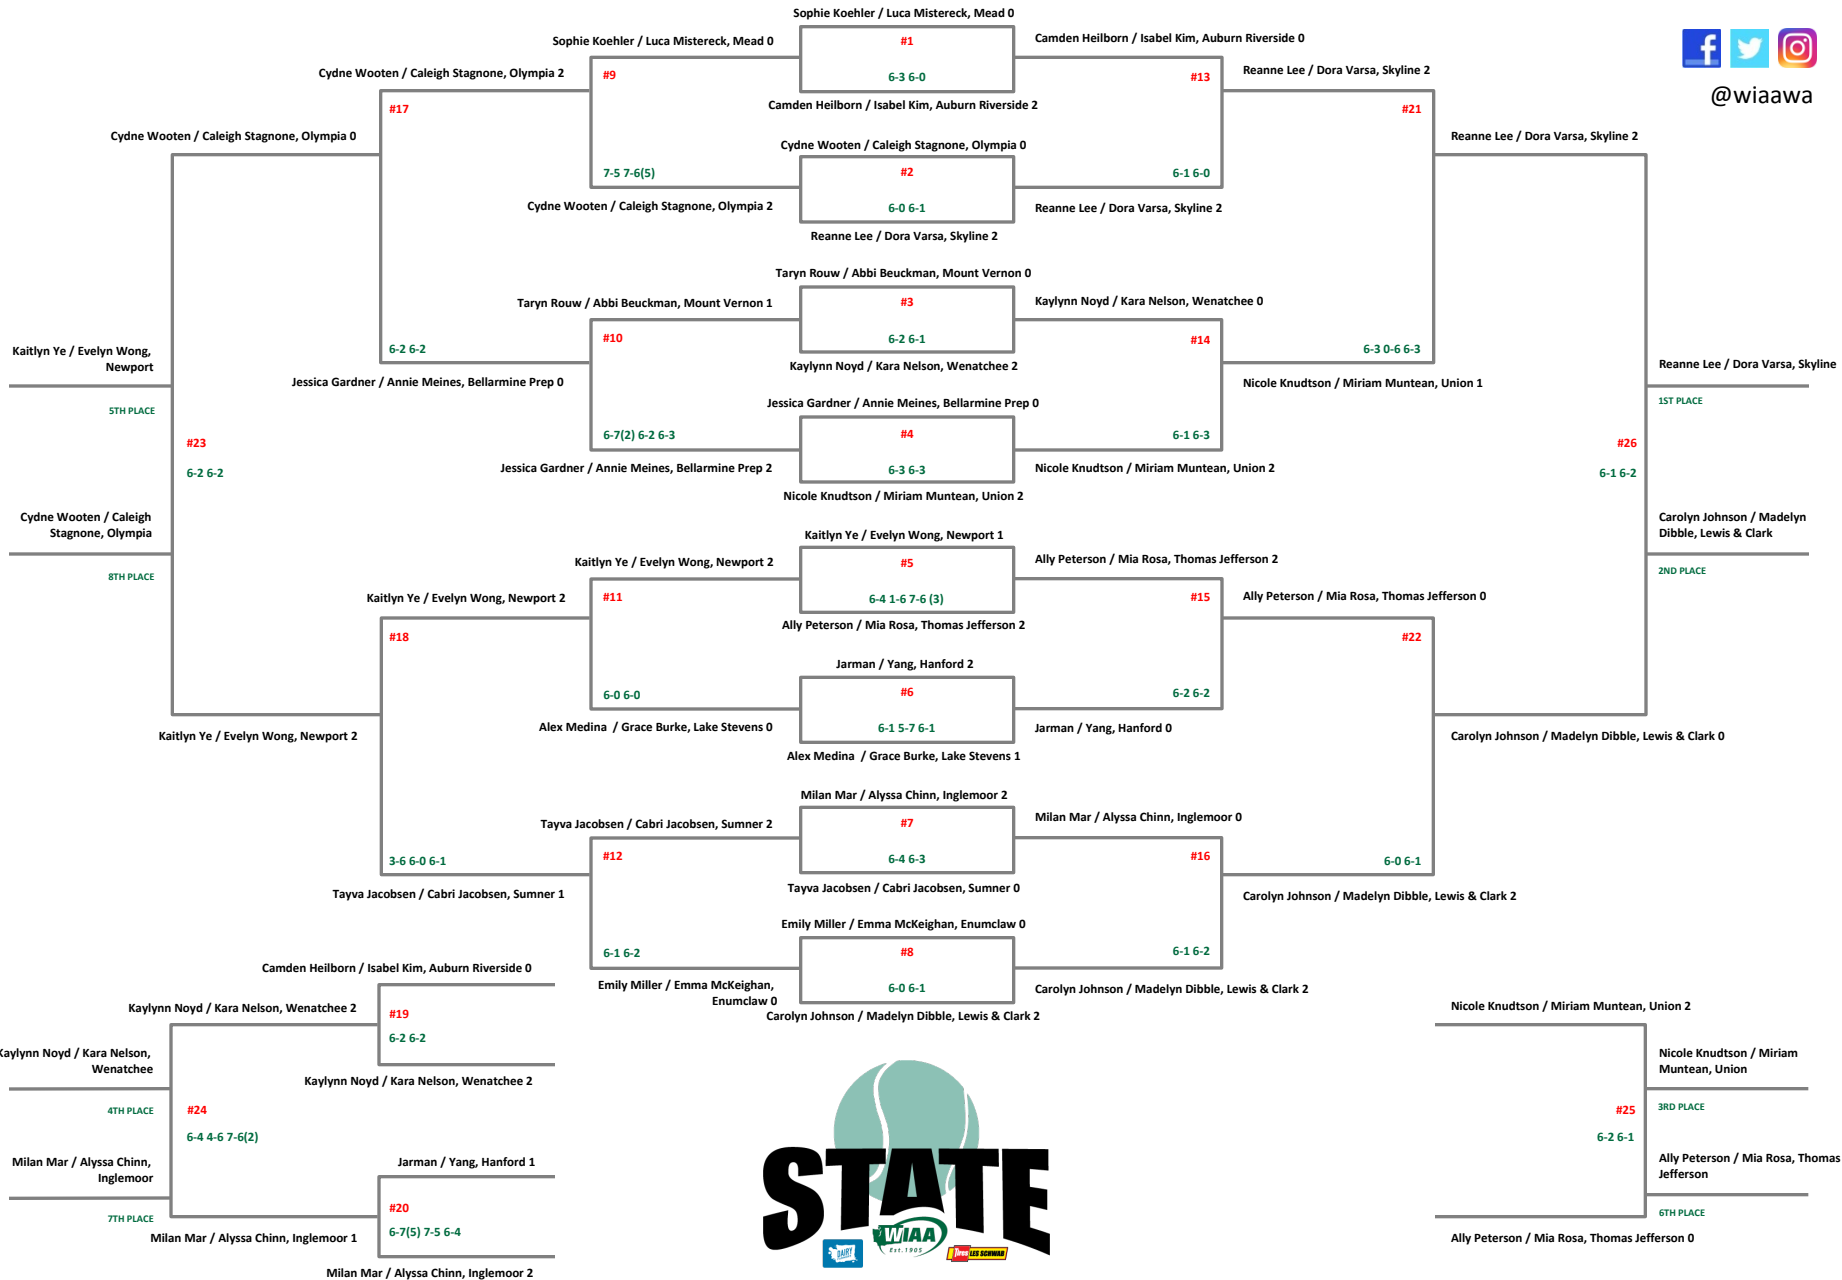 Sophie Koehler / Luca Mistereck, Mead 0
#1
6-3 6-0
Camden Heilborn / Isabel Kim, Auburn Riverside 2
Cydne Wooten / Caleigh Stagnone, Olympia 0
#2
6-0 6-1
Reanne Lee / Dora Varsa, Skyline 2
Taryn Rouw / Abbi Beuckman, Mount Vernon 0
#3
6-2 6-1
Kaylynn Noyd / Kara Nelson, Wenatchee 2
Jessica Gardner / Annie Meines, Bellarmine Prep 0
#4
6-3 6-3
Nicole Knudtson / Miriam Muntean, Union 2
Kaitlyn Ye / Evelyn Wong, Newport 1
#5
6-4 1-6 7-6 (3)
Ally Peterson / Mia Rosa, Thomas Jefferson 2
Jarman / Yang, Hanford 2
#6
6-1 5-7 6-1
Alex Medina / Grace Burke, Lake Stevens 1
Milan Mar / Alyssa Chinn, Inglemoor 2
#7
6-4 6-3
Tayva Jacobsen / Cabri Jacobsen, Sumner 0
Emily Miller / Emma McKeighan, Enumclaw 0
#8
6-0 6-1
Carolyn Johnson / Madelyn Dibble, Lewis & Clark 2
Sophie Koehler / Luca Mistereck, Mead 0
#9
7-5 7-6(5)
Cydne Wooten / Caleigh Stagnone, Olympia 2
Taryn Rouw / Abbi Beuckman, Mount Vernon 1
#10
6-7(2) 6-2 6-3
Jessica Gardner / Annie Meines, Bellarmine Prep 2
Kaitlyn Ye / Evelyn Wong, Newport 2
#11
6-0 6-0
Alex Medina / Grace Burke, Lake Stevens 0
Tayva Jacobsen / Cabri Jacobsen, Sumner 2
#12
6-1 6-2
Emily Miller / Emma McKeighan,
Enumclaw 0
Camden Heilborn / Isabel Kim, Auburn Riverside 0
#13
6-1 6-0
Reanne Lee / Dora Varsa, Skyline 2
Kaylynn Noyd / Kara Nelson, Wenatchee 0
#14
6-1 6-3
Nicole Knudtson / Miriam Muntean, Union 2
Ally Peterson / Mia Rosa, Thomas Jefferson 2
#15
6-2 6-2
Jarman / Yang, Hanford 0
Milan Mar / Alyssa Chinn, Inglemoor 0
#16
6-1 6-2
Carolyn Johnson / Madelyn Dibble, Lewis & Clark 2
Cydne Wooten / Caleigh Stagnone, Olympia 2
#17
6-2 6-2
Jessica Gardner / Annie Meines, Bellarmine Prep 0
Kaitlyn Ye / Evelyn Wong, Newport 2
#18
3-6 6-0 6-1
Tayva Jacobsen / Cabri Jacobsen, Sumner 1
Reanne Lee / Dora Varsa, Skyline 2
#21
6-3 0-6 6-3
Nicole Knudtson / Miriam Muntean, Union 1
Ally Peterson / Mia Rosa, Thomas Jefferson 0
#22
6-0 6-1
Carolyn Johnson / Madelyn Dibble, Lewis & Clark 2
Cydne Wooten / Caleigh Stagnone, Olympia 0
Kaitlyn Ye / Evelyn Wong,
Newport
5TH PLACE
#23
6-2 6-2
Cydne Wooten / Caleigh
Stagnone, Olympia
8TH PLACE
Kaitlyn Ye / Evelyn Wong, Newport 2
@wiaawa
Reanne Lee / Dora Varsa, Skyline 2
Reanne Lee / Dora Varsa, Skyline
1ST PLACE
#26
6-1 6-2
Carolyn Johnson / Madelyn
Dibble, Lewis & Clark
2ND PLACE
Carolyn Johnson / Madelyn Dibble, Lewis & Clark 0
Camden Heilborn / Isabel Kim, Auburn Riverside 0
#19
6-2 6-2
Kaylynn Noyd / Kara Nelson, Wenatchee 2
Kaylynn Noyd / Kara Nelson, Wenatchee 2
Kaylynn Noyd / Kara Nelson,
Wenatchee
4TH PLACE
#24
6-4 4-6 7-6(2)
Milan Mar / Alyssa Chinn,
Inglemoor
7TH PLACE
Milan Mar / Alyssa Chinn, Inglemoor 1
Jarman / Yang, Hanford 1
#20
6-7(5) 7-5 6-4
Milan Mar / Alyssa Chinn, Inglemoor 2
STATE
WIAA
Est.1905
DAIRY
Tires LES SCHWAB
Nicole Knudtson / Miriam Muntean, Union 2
Nicole Knudtson / Miriam
Muntean, Union
3RD PLACE
#25
6-2 6-1
Ally Peterson / Mia Rosa, Thomas
Jefferson
6TH PLACE
Ally Peterson / Mia Rosa, Thomas Jefferson 0